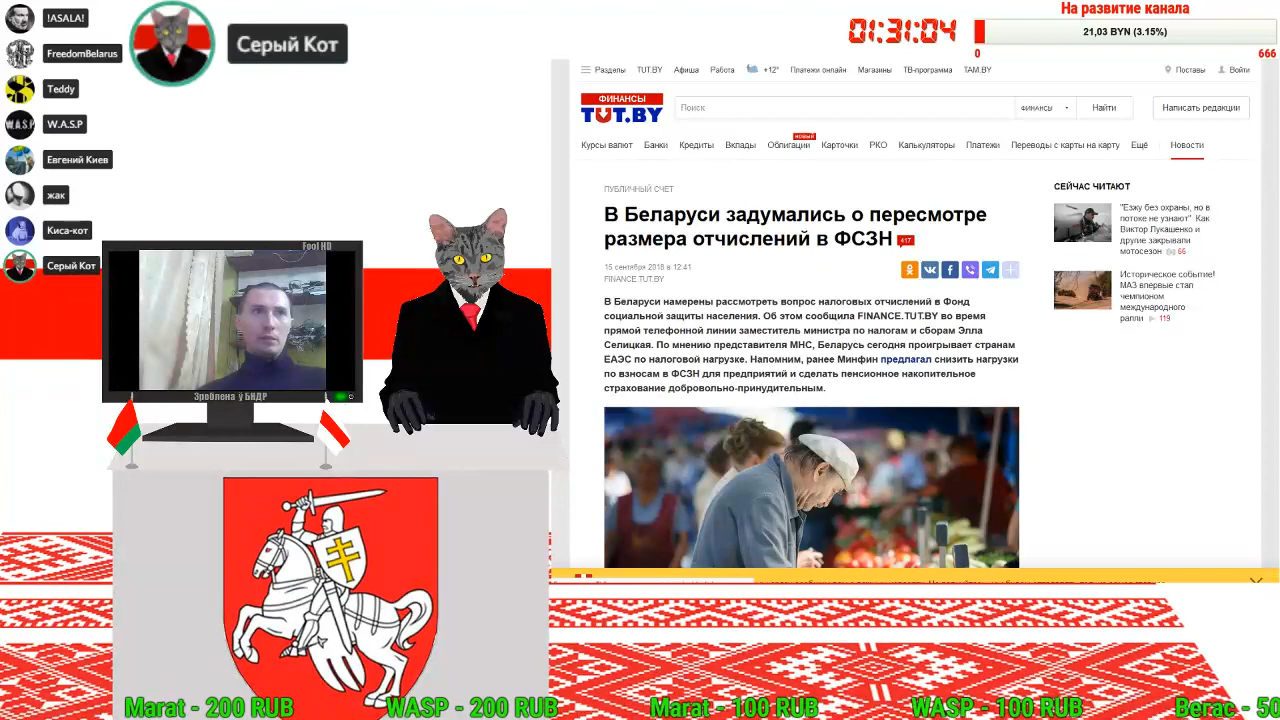 !ASALA!
FreedomBelarus
Teddy
W.A.S.P
W.A.S.P
Евгений Киев
жак
Киса-кот
Серый Кот
Серый Кот
01:31:04
На развитие канала
21,03 BYN (3.15%)
0
666
Разделы TUT.BY Афиша Работа +12° Платежи онлайн Магазины ТВ-программа TAM.BY Поставы Войти
ФИНАНСЫ
TUT.BY
Поиск
ФИНАНСЫ
Найти
Написать редакции
НОВЫЙ
Курсы валют Банки Кредиты Вклады Облигации Карточки РКО Калькуляторы Платежи Переводы с карты на карту Ещё Новости
ПУБЛИЧНЫЙ СЧЕТ
В Беларуси задумались о пересмотре
размера отчислений в ФСЗН 417
15 сентября 2018 в 12:41
FINANCE.TUT.BY
В Беларуси намерены рассмотреть вопрос налоговых отчислений в Фонд
социальной защиты населения. Об этом сообщила FINANCE.TUT.BY во время
прямой телефонной линии заместитель министра по налогам и сборам Элла
Селицкая. По мнению представителя МНС, Беларусь сегодня проигрывает странам
ЕАЭС по налоговой нагрузке. Напомним, ранее Минфин предлагал снизить нагрузки
по взносам в ФСЗН для предприятий и сделать пенсионное накопительное
страхование добровольно-принудительным.
СЕЙЧАС ЧИТАЮТ
"Езжу без охраны, но в
потоке не узнают" Как
Виктор Лукашенко и
другие закрывали
мотосезон 66
Историческое событие!
МАЗ впервые стал
чемпионом
международного
ралли 119
Fool HD
Зроблена ў БНДР
Marat - 200 RUB WASP - 200 RUB Marat - 100 RUB WASP - 100 RUB Berac - 50